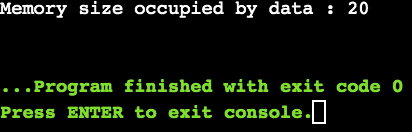 Memory size occupied by data : 20
...Program finished with exit code 0
Press ENTER to exit console.